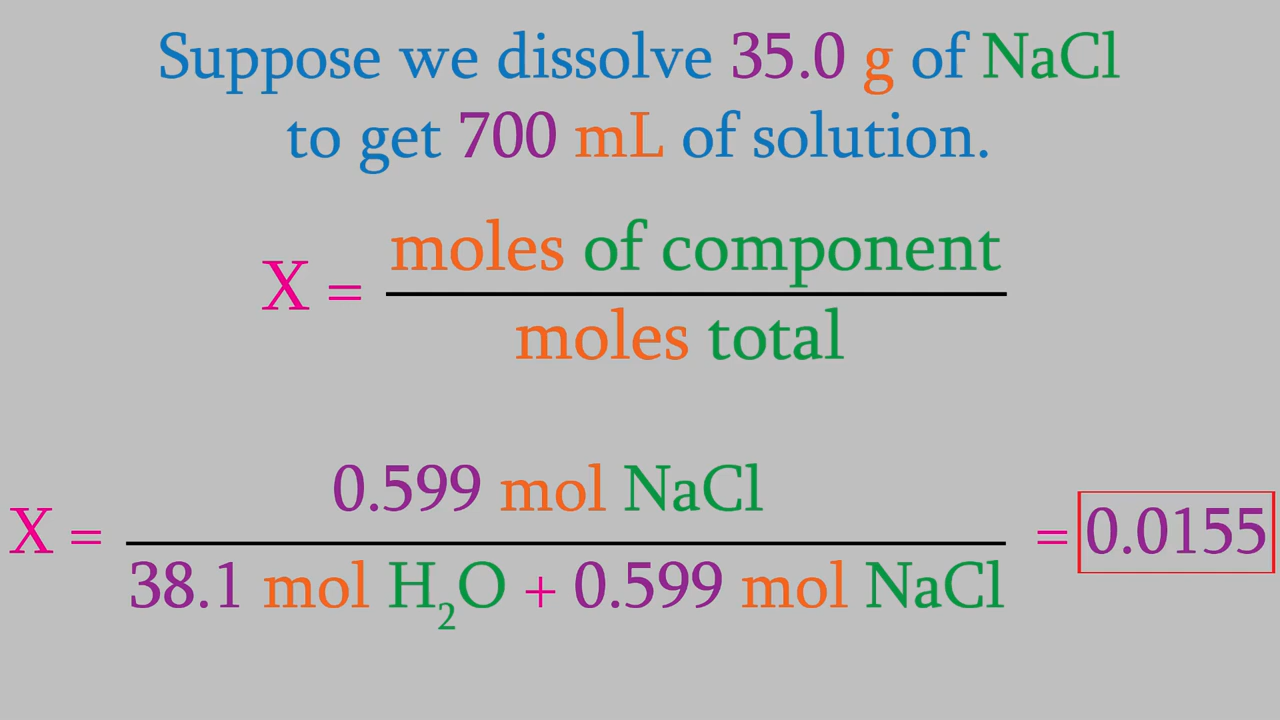 Suppose we dissolve 35.0 g of NaCl
to get 700 mL of solution.
X = moles of component
moles total
X = 0.599 mol NaCl
38.1 mol H₂O + 0.599 mol NaCl
= 0.0155